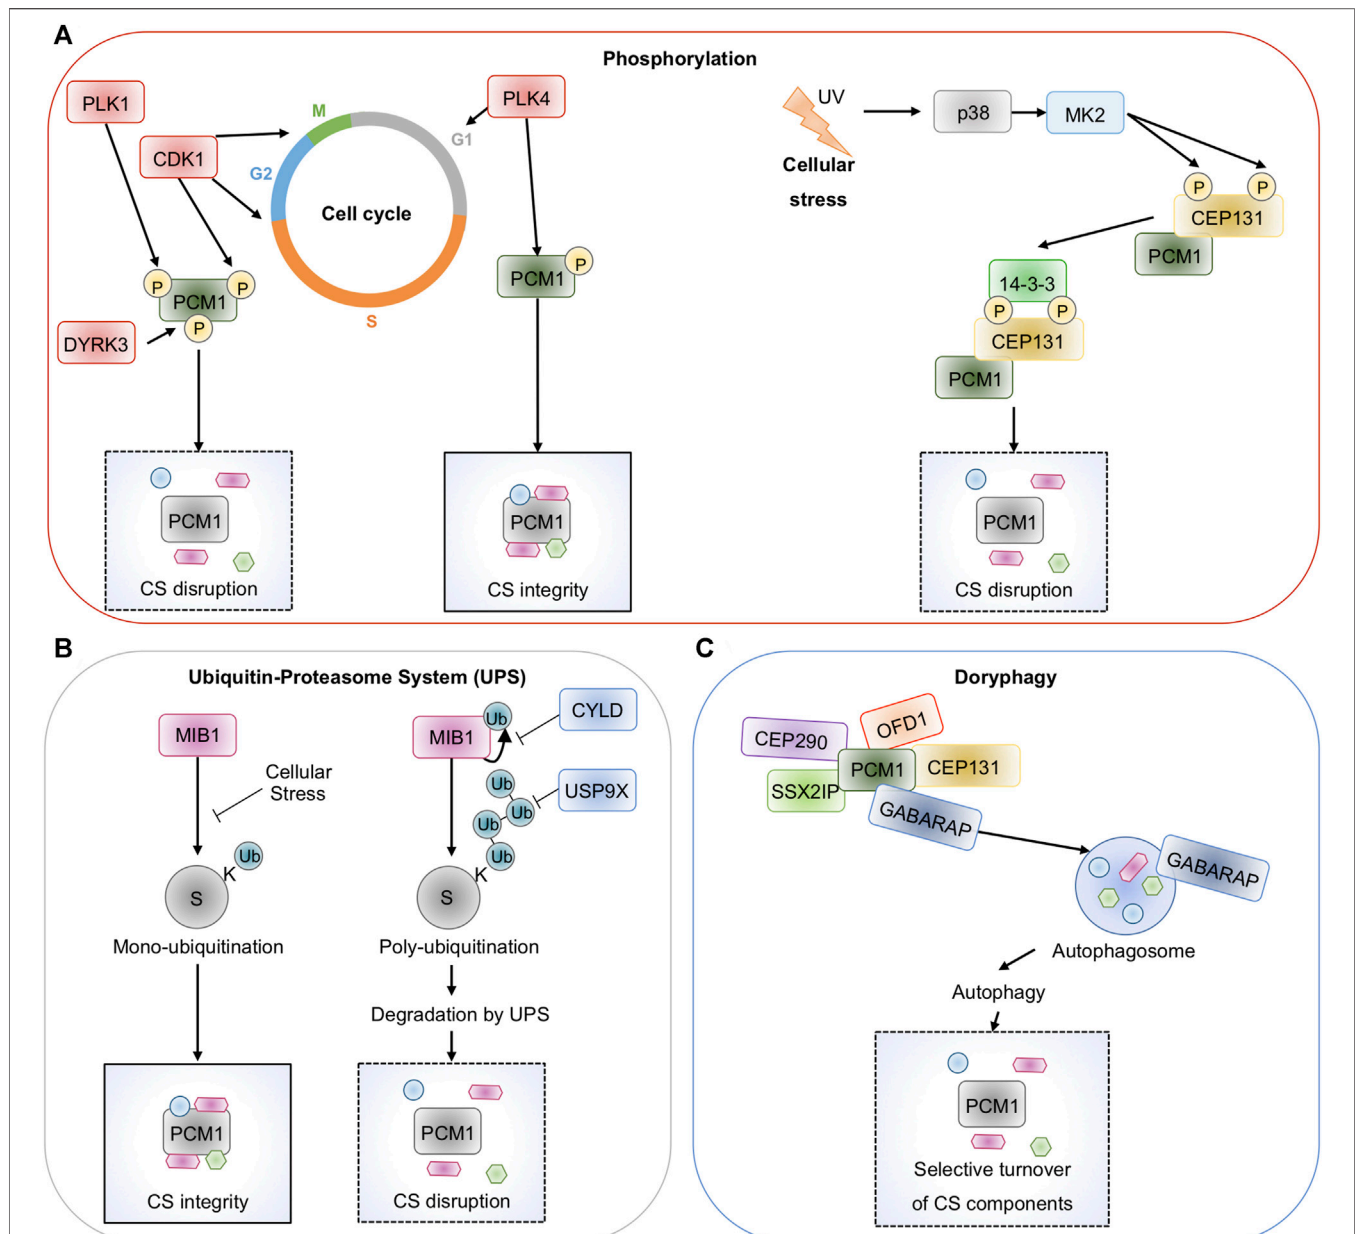 A
Phosphorylation
PLK1
CDK1
M
G1
G2
S
Cell cycle
PLK4
UV
Cellular
stress
p38
MK2
P
P
CEP131
PCM1
P
P
PCM1
P
DYRK3
PCM1
P
14-3-3
P
P
CEP131
PCM1
PCM1
CS disruption
PCM1
CS integrity
PCM1
CS disruption
B
Ubiquitin-Proteasome System (UPS)
MIB1
Cellular
Stress
Ub
K
S
Mono-ubiquitination
PCM1
CS integrity
MIB1
Ub
CYLD
USP9X
Ub
Ub
Ub
Ub
K
S
Poly-ubiquitination
Degradation by UPS
PCM1
CS disruption
C
Doryphagy
CEP290
OFD1
PCM1
CEP131
SSX2IP
GABARAP
GABARAP
Autophagosome
Autophagy
PCM1
Selective turnover
of CS components